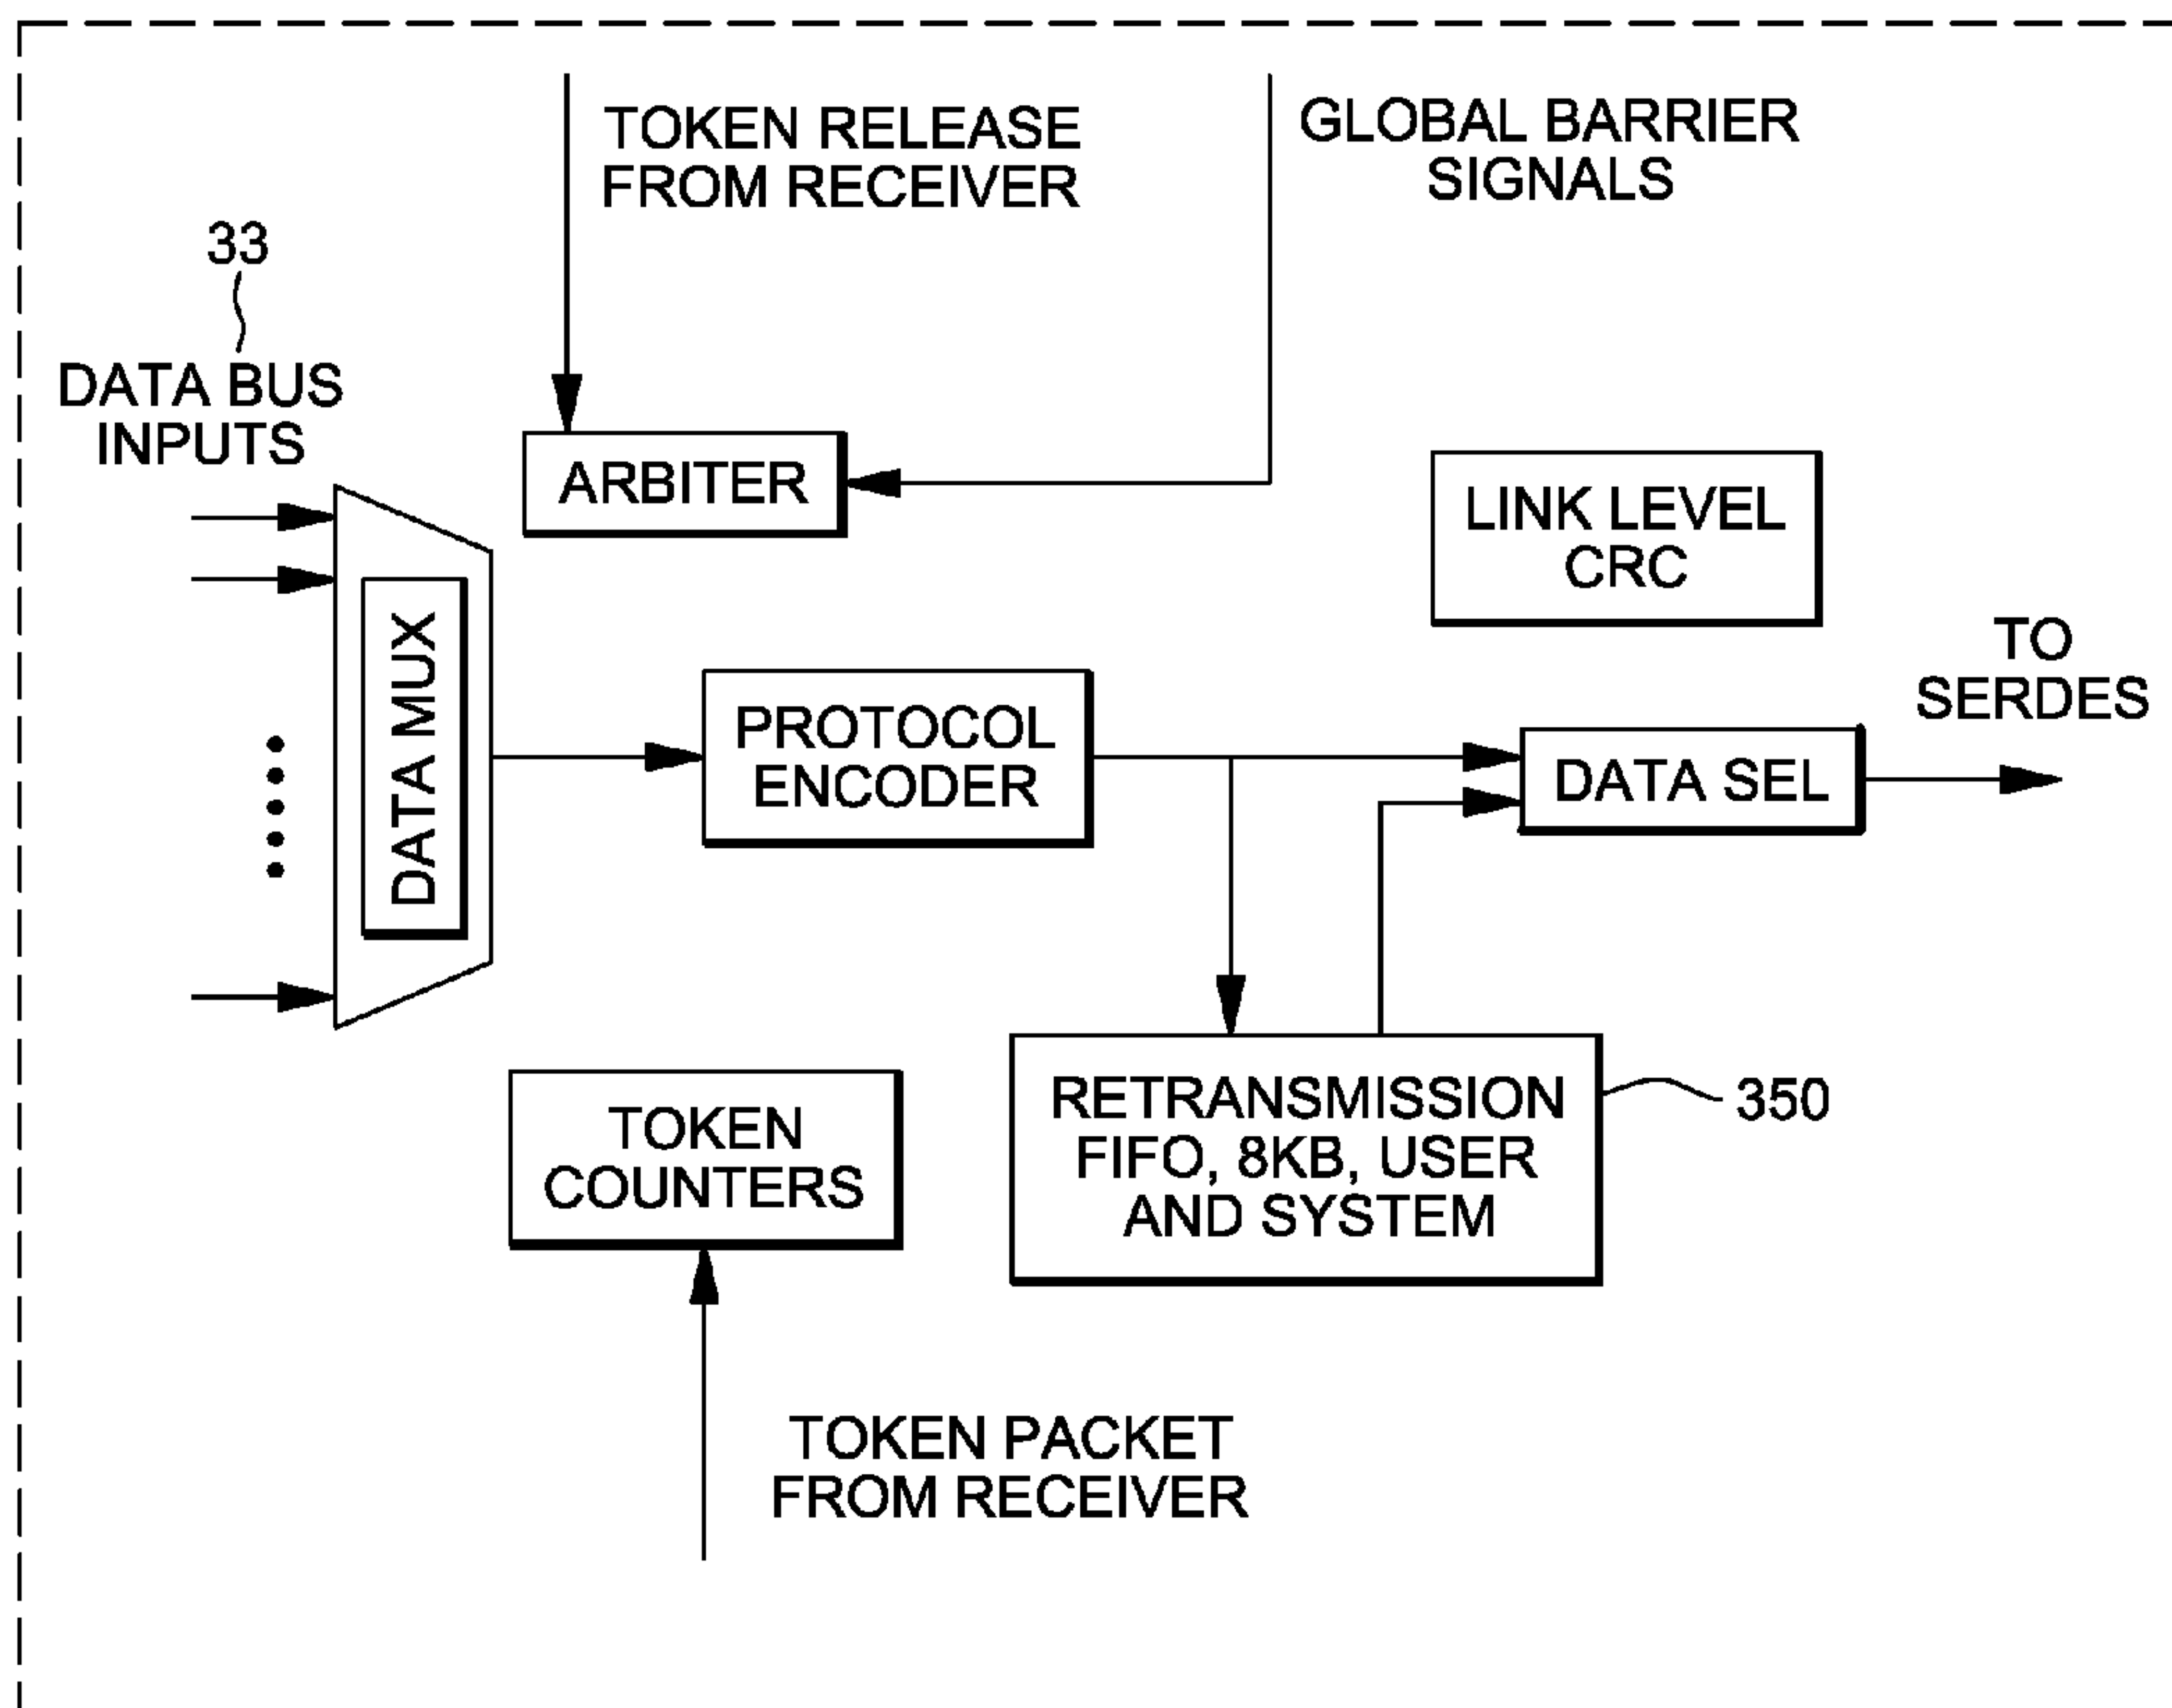 TOKEN RELEASE
FROM RECEIVER
GLOBAL BARRIER
SIGNALS
33
DATA BUS
INPUTS
ARBITER
LINK LEVEL
CRC
DATA MUX
PROTOCOL
ENCODER
DATA SEL
TO
SERDES
TOKEN
COUNTERS
RETRANSMISSION
FIFO, 8KB, USER
AND SYSTEM
350
TOKEN PACKET
FROM RECEIVER